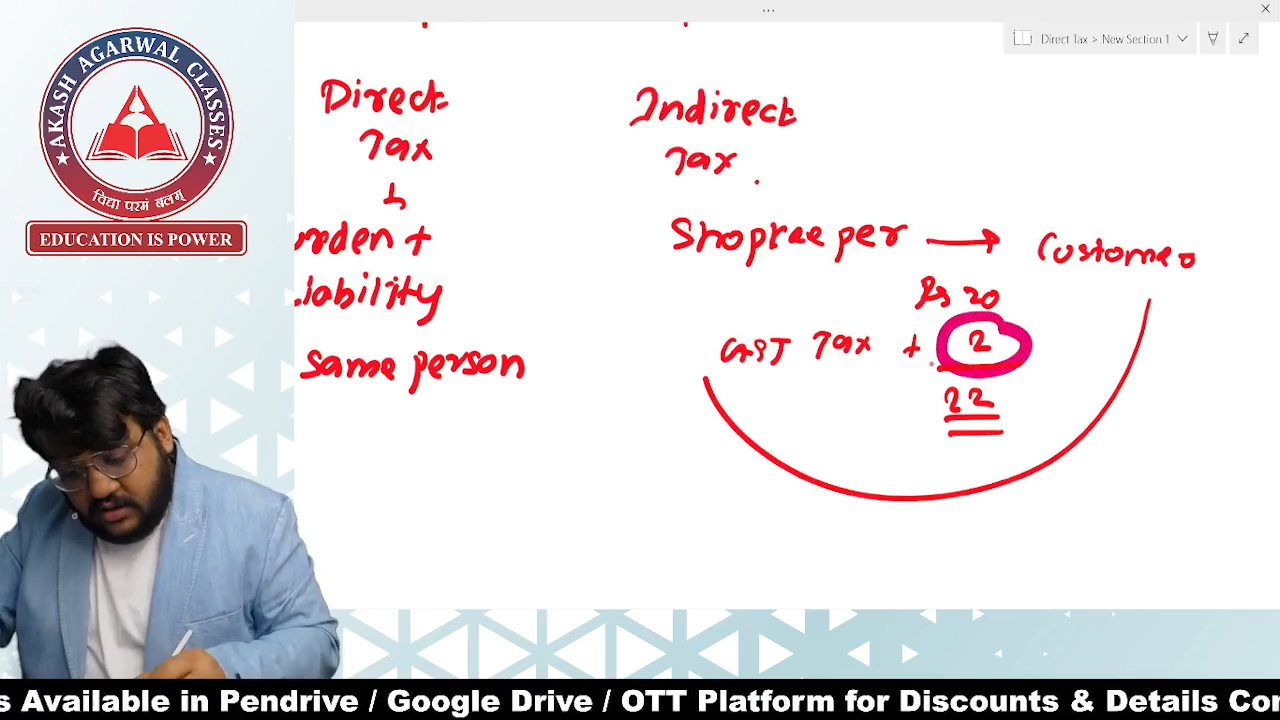 ...
Direct Tax > New Section 1
AKASH AGARWAL CLASSES
विद्या परमं बलम्
EDUCATION IS POWER
Direct
Tax
urden +
iability
same person
Indirect
Tax
Shopkeeper → Customer
Rs 20
GST Tax + 2
22
s Available in Pendrive / Google Drive / OTT Platform for Discounts & Details Con